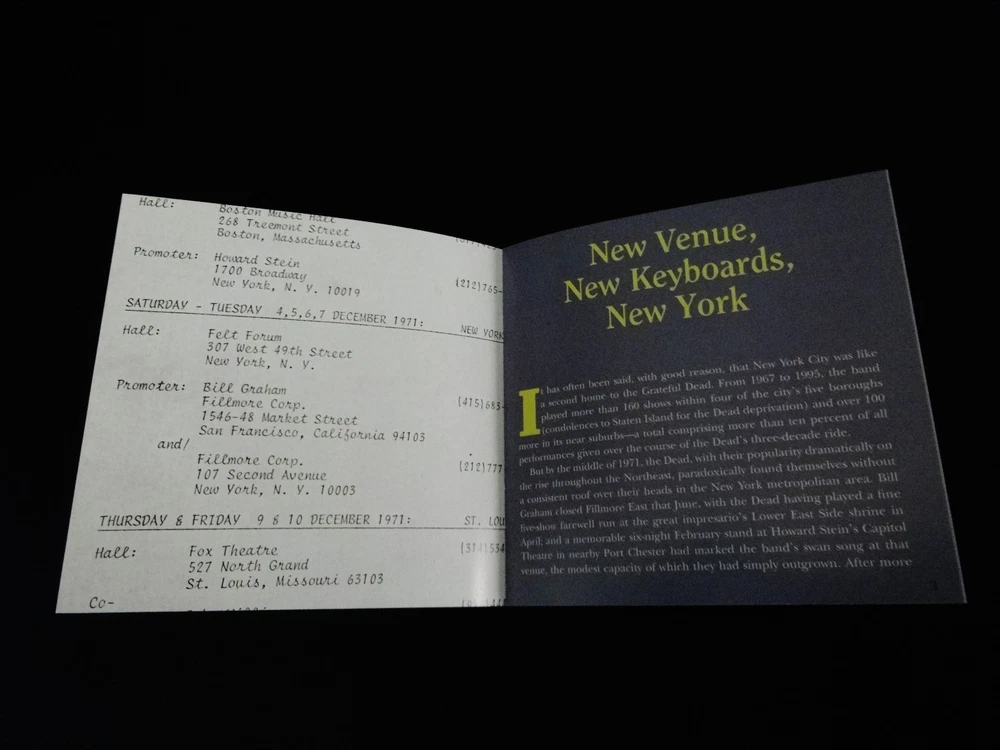 Hall:
Boston Music Hall
268 Treemont Street
Boston, Massachusetts
Promoter:
Howard Stein
1700 Broadway
New York, N. Y. 10019
(212)765-
SATURDAY - TUESDAY 4,5,6,7 DECEMBER 1971:
NEW YORK
Hall:
Felt Forum
307 West 49th Street
New York, N. Y.
Promoter:
Bill Graham
Fillmore Corp.
1546-48 Market Street
San Francisco, California 94103
(415)683-
and/
Fillmore Corp.
107 Second Avenue
New York, N. Y. 10003
(212)777
THURSDAY & FRIDAY 9 & 10 DECEMBER 1971:
ST. LOU
Hall:
Fox Theatre
527 North Grand
St. Louis, Missouri 63103
(314)534
Co-
New Venue,
New Keyboards,
New York
It has often been said, with good reason, that New York City was like
a second home to the Grateful Dead. From 1967 to 1995, the band
played more than 160 shows within four of the city's five boroughs
(condolences to Staten Island for the Dead deprivation) and over 100
more in its near suburbs—a total comprising more than ten percent of all
performances given over the course of the Dead's three-decade ride.
But by the middle of 1971, the Dead, with their popularity dramatically on
the rise throughout the Northeast, paradoxically found themselves without
a consistent roof over their heads in the New York metropolitan area. Bill
Graham closed Fillmore East that June, with the Dead having played a fine
five-show farewell run at the great impresario's Lower East Side shrine in
April; and a memorable six-night February stand at Howard Stein's Capitol
Theatre in nearby Port Chester had marked the band's swan song at that
venue, the modest capacity of which they had simply outgrown. After more